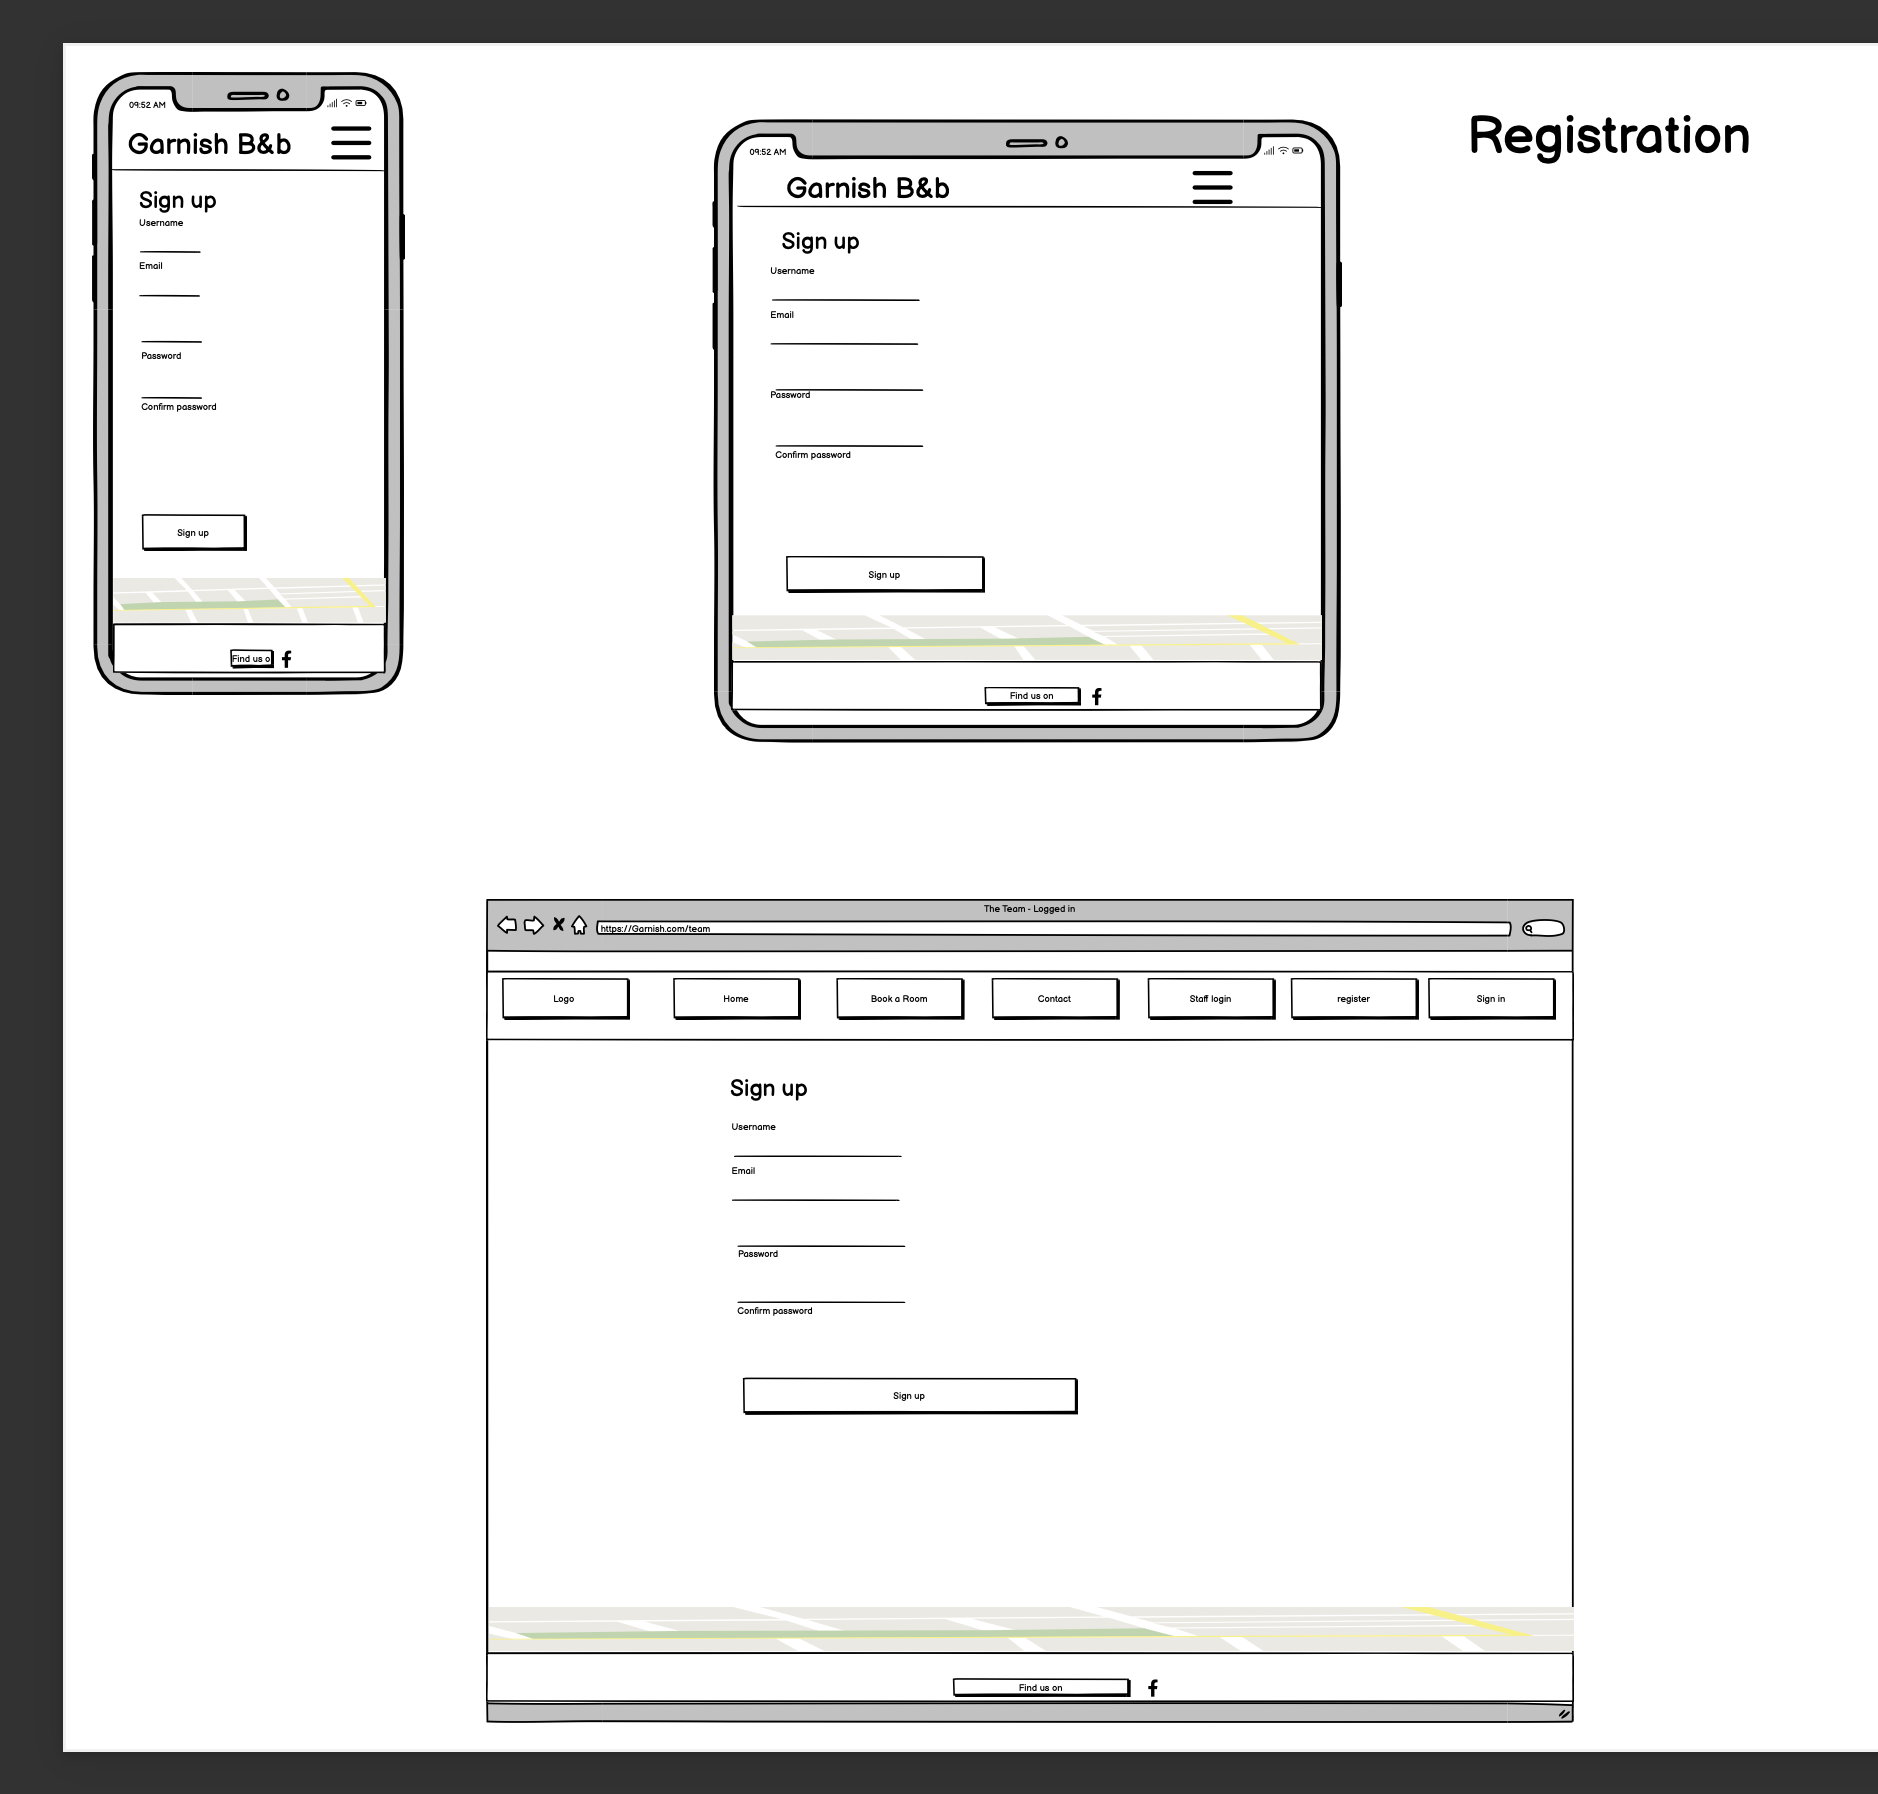 09:52 AM
Garnish B&b
Sign up
Username
Email
Password
Confirm password
Sign up
Find us o
09:52 AM
Garnish B&b
Sign up
Username
Email
Password
Confirm password
Sign up
Find us on
Registration
The Team - Logged in
https://Garnish.com/team
Logo
Home
Book a Room
Contact
Staff login
register
Sign in
Sign up
Username
Email
Password
Confirm password
Sign up
Find us on